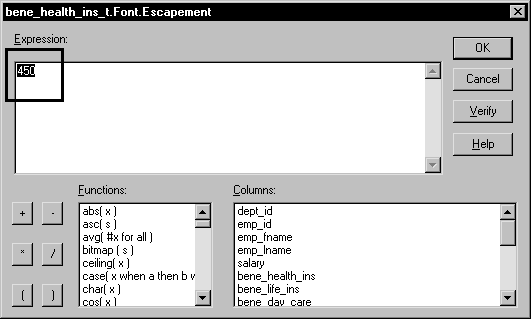 bene_health_ins_t.Font.Escapement
Expression:
450
OK
Cancel
Verify
Help
Functions:
Columns:
+ -
* /
( )
abs( x )
asc( s )
avg( #x for all )
bitmap ( s )
ceiling( x )
case( x when a then b w
char( x )
cos( x )
dept_id
emp_id
emp_fname
emp_lname
salary
bene_health_ins
bene_life_ins
bene_day_care